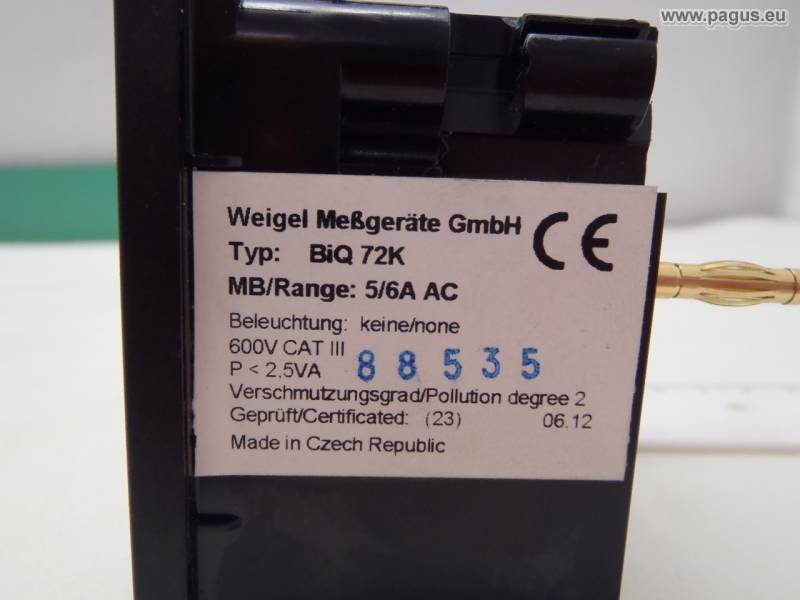 www.pagus.eu
Weigel Meßgeräte GmbH CE
Typ: BiQ 72K
MB/Range: 5/6A AC
Beleuchtung: keine/none
600V CAT III
P < 2,5VA 88535
Verschmutzungsgrad/Pollution degree 2
Geprüft/Certificated: (23) 06.12
Made in Czech Republic